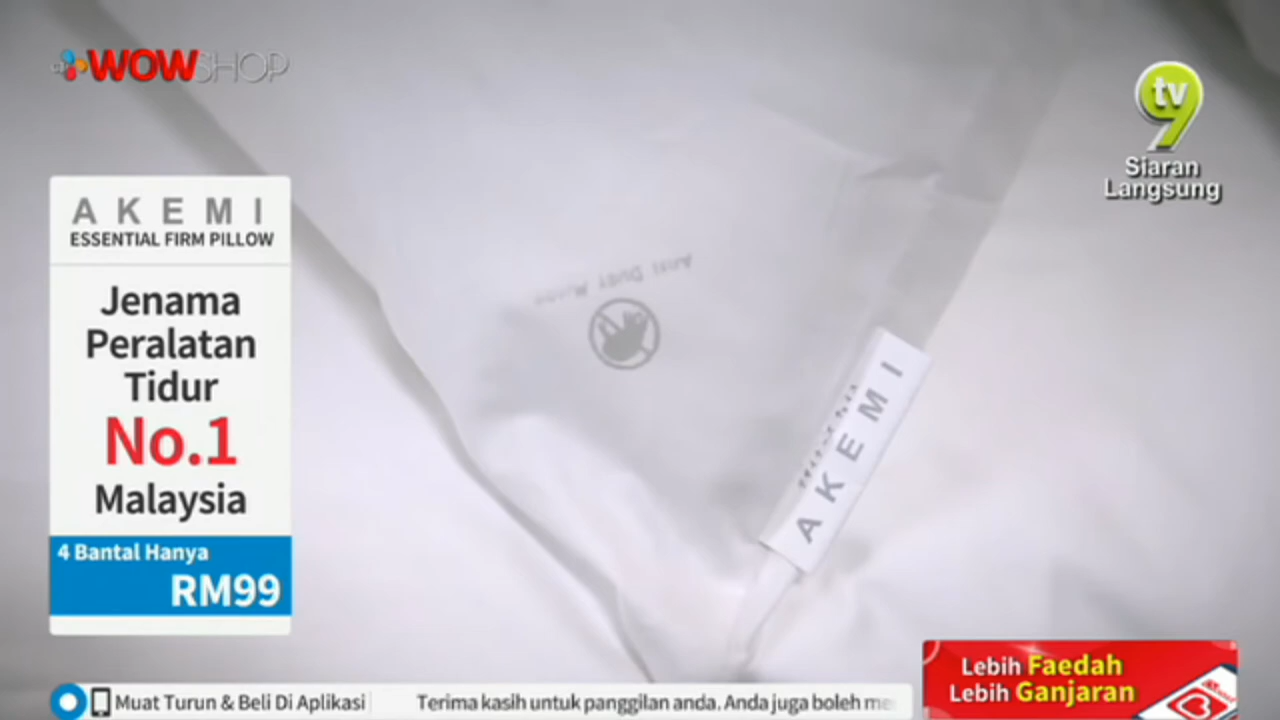 WOWSHOP
tv9
Siaran
Langsung
AKEMI
ESSENTIAL FIRM PILLOW
Jenama
Peralatan
Tidur
No.1
Malaysia
4 Bantal Hanya
RM99
Anti Dust
AKEMI
Lebih Faedah
Lebih Ganjaran
Muat Turun & Beli Di Aplikasi
Terima kasih untuk panggilan anda. Anda juga boleh